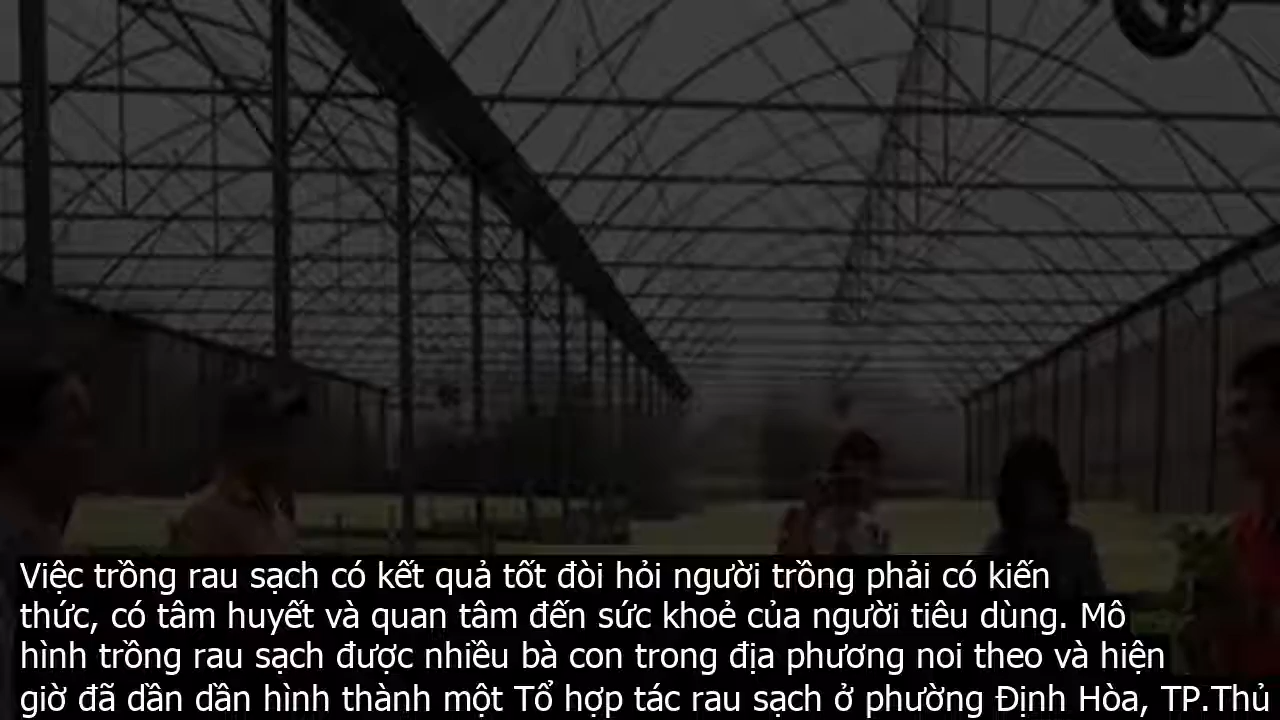 Việc trồng rau sạch có kết quả tốt đòi hỏi người trồng phải có kiến
thức, có tâm huyết và quan tâm đến sức khoẻ của người tiêu dùng. Mô
hình trồng rau sạch được nhiều bà con trong địa phương noi theo và hiện
giờ đã dần dần hình thành một Tổ hợp tác rau sạch ở phường Định Hòa, TP.Thủ